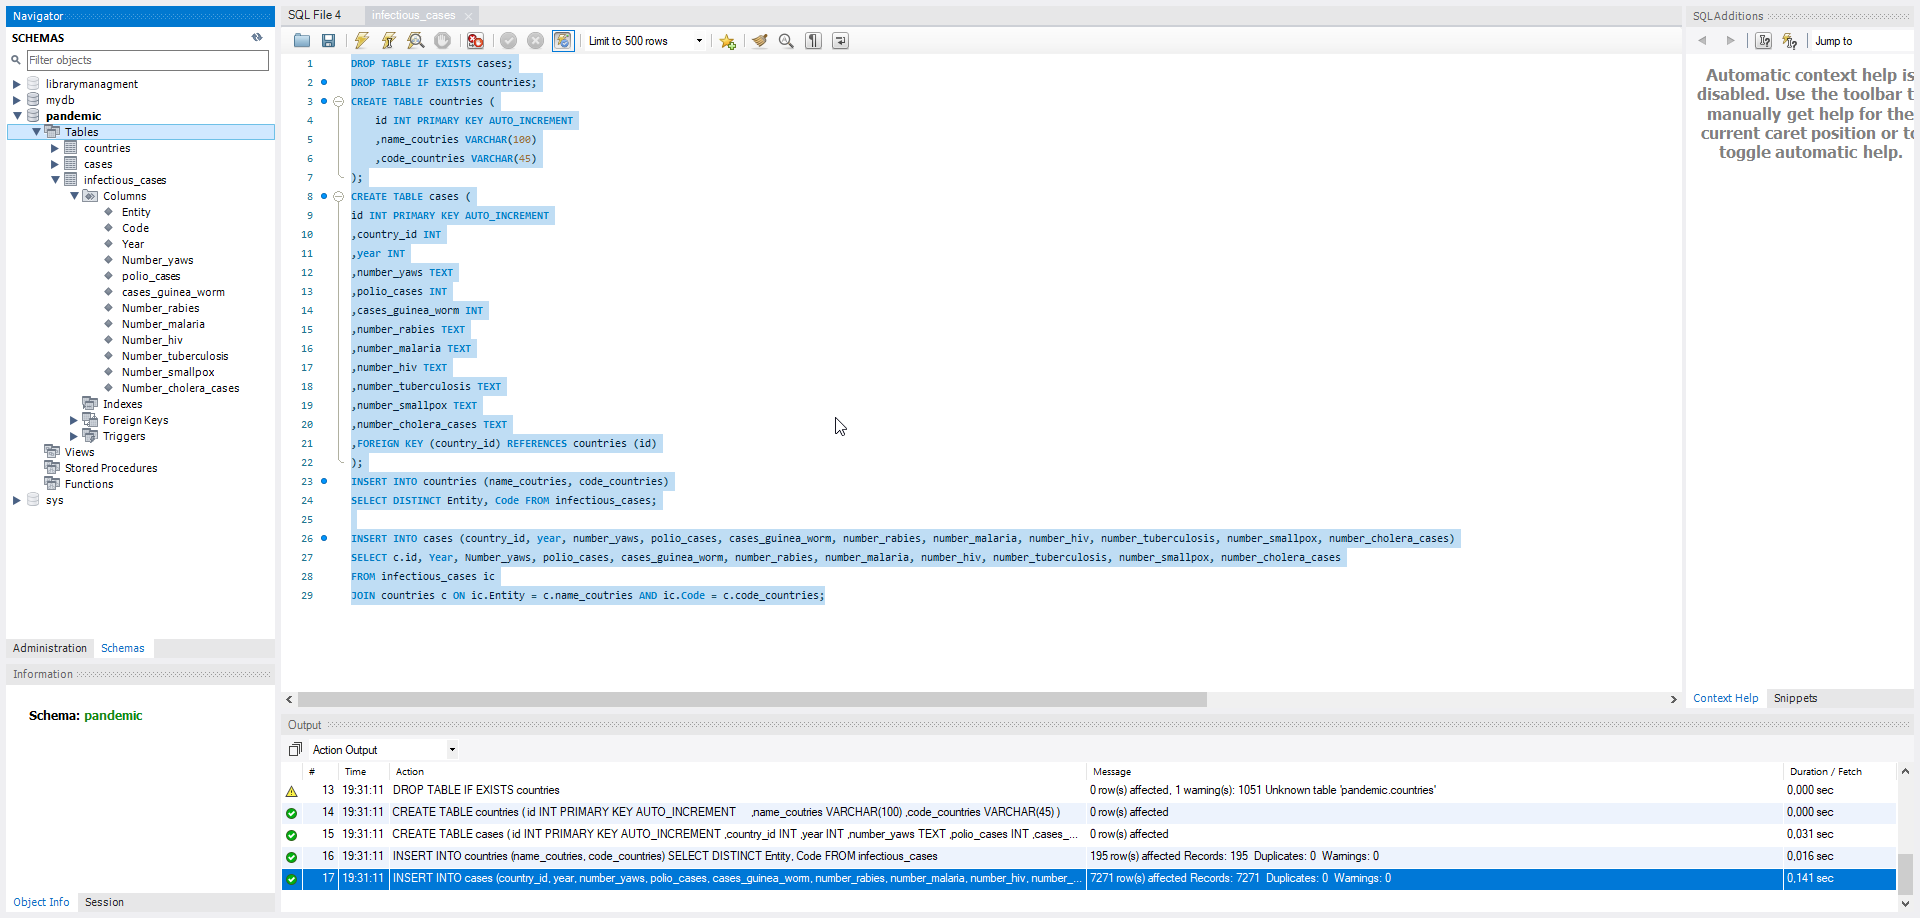 Navigator
SCHEMAS
Filter objects
librarymanagment
mydb
pandemic
Tables
countries
cases
infectious_cases
Columns
Entity
Code
Year
Number_yaws
polio_cases
cases_guinea_worm
Number_rabies
Number_malaria
Number_hiv
Number_tuberculosis
Number_smallpox
Number_cholera_cases
Indexes
Foreign Keys
Triggers
Views
Stored Procedures
Functions
sys
Administration Schemas
Information
Schema: pandemic
Object Info Session
SQL File 4 infectious_cases
Limit to 500 rows
1 DROP TABLE IF EXISTS cases;
2 DROP TABLE IF EXISTS countries;
3 CREATE TABLE countries (
4 id INT PRIMARY KEY AUTO_INCREMENT
5 ,name_coutries VARCHAR(100)
6 ,code_countries VARCHAR(45)
7 );
8 CREATE TABLE cases (
9 id INT PRIMARY KEY AUTO_INCREMENT
10 ,country_id INT
11 ,year INT
12 ,number_yaws TEXT
13 ,polio_cases INT
14 ,cases_guinea_worm INT
15 ,number_rabies TEXT
16 ,number_malaria TEXT
17 ,number_hiv TEXT
18 ,number_tuberculosis TEXT
19 ,number_smallpox TEXT
20 ,number_cholera_cases TEXT
21 ,FOREIGN KEY (country_id) REFERENCES countries (id)
22 );
23 INSERT INTO countries (name_coutries, code_countries)
24 SELECT DISTINCT Entity, Code FROM infectious_cases;
25
26 INSERT INTO cases (country_id, year, number_yaws, polio_cases, cases_guinea_worm, number_rabies, number_malaria, number_hiv, number_tuberculosis, number_smallpox, number_cholera_cases)
27 SELECT c.id, Year, Number_yaws, polio_cases, cases_guinea_worm, number_rabies, number_malaria, number_hiv, number_tuberculosis, number_smallpox, number_cholera_cases
28 FROM infectious_cases ic
29 JOIN countries c ON ic.Entity = c.name_coutries AND ic.Code = c.code_countries;
SQLAdditions
Jump to
Automatic context help is
disabled. Use the toolbar t
manually get help for the
current caret position or to
toggle automatic help.
Context Help Snippets
Output
Action Output
# Time Action Message Duration / Fetch
13 19:31:11 DROP TABLE IF EXISTS countries 0 row(s) affected, 1 warning(s): 1051 Unknown table 'pandemic.countries' 0,000 sec
14 19:31:11 CREATE TABLE countries ( id INT PRIMARY KEY AUTO_INCREMENT ,name_coutries VARCHAR(100) ,code_countries VARCHAR(45) ) 0 row(s) affected 0,000 sec
15 19:31:11 CREATE TABLE cases ( id INT PRIMARY KEY AUTO_INCREMENT ,country_id INT ,year INT ,number_yaws TEXT ,polio_cases INT ,cases_... 0 row(s) affected 0,031 sec
16 19:31:11 INSERT INTO countries (name_coutries, code_countries) SELECT DISTINCT Entity, Code FROM infectious_cases 195 row(s) affected Records: 195 Duplicates: 0 Warnings: 0 0,016 sec
17 19:31:11 INSERT INTO cases (country_id, year, number_yaws, polio_cases, cases_guinea_worm, number_rabies, number_malaria, number_hiv, number_... 7271 row(s) affected Records: 7271 Duplicates: 0 Warnings: 0 0,141 sec